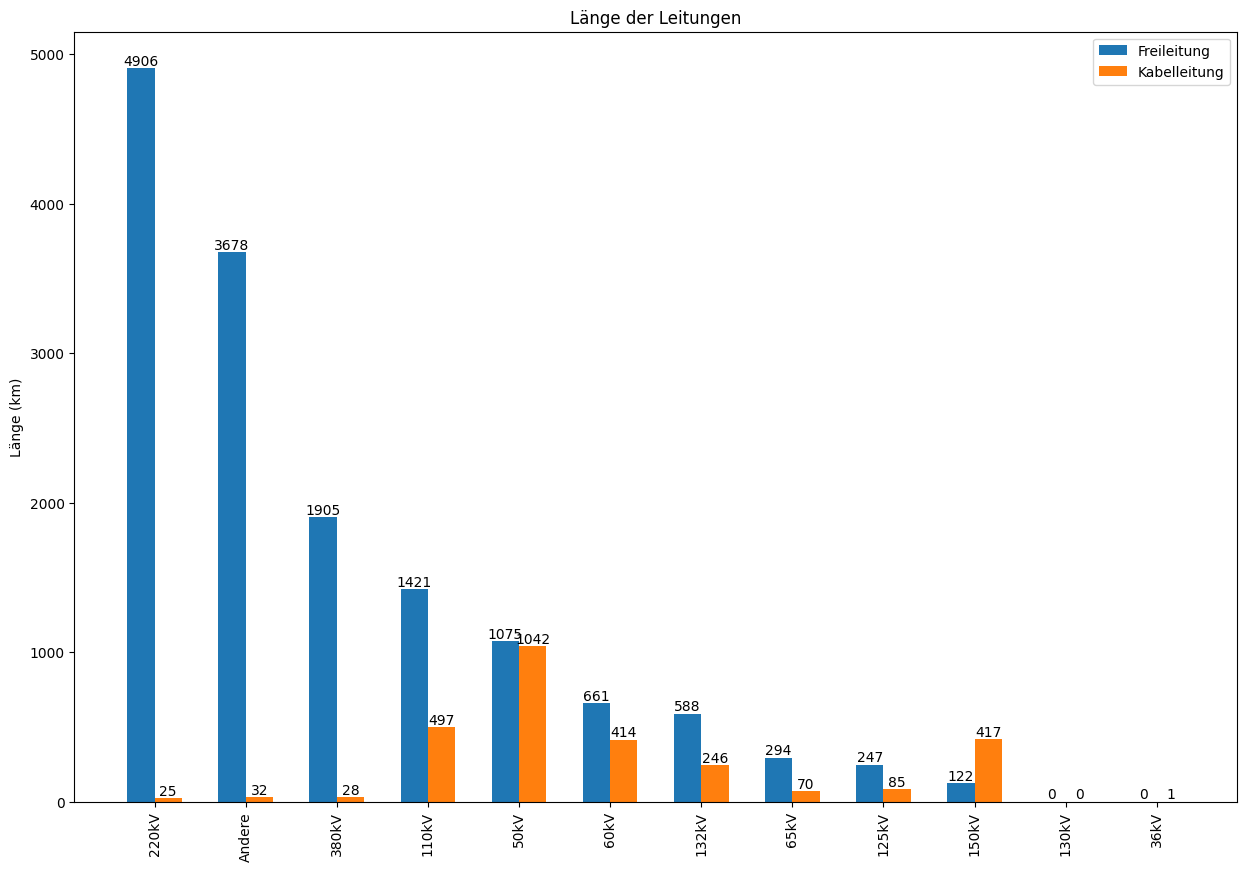 Länge der Leitungen
Freileitung
Kabelleitung
Länge (km)
5000
4000
3000
2000
1000
0
4906
25
3678
32
1905
28
1421
497
1075
1042
661
414
588
246
294
70
247
85
122
417
0
0
0
1
220kV
Andere
380kV
110kV
50kV
60kV
132kV
65kV
125kV
150kV
130kV
36kV